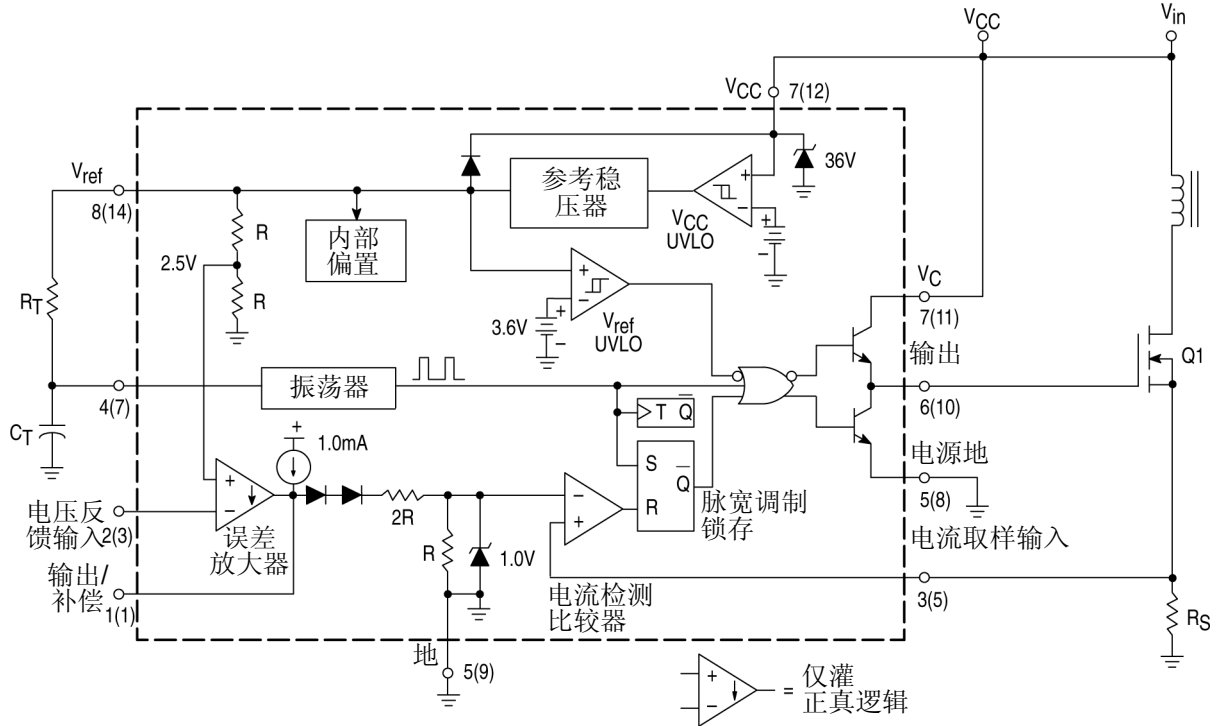 VCC
Vin
VCC 7(12)
36V
Vref
8(14)
参考稳
压器
+
−
+
−
VCC
UVLO
R
内部
偏置
2.5V
R
RT
+
−
3.6V
+
−
Vref
UVLO
VC
7(11)
输出
Q1
4(7)
振荡器
6(10)
T Q
CT
+
1.0mA
S
Q
R
电源地
5(8)
+
−
电压反
馈输入 2(3)
误差
放大器
2R
−
+
脉宽调制
锁存
R
1.0V
电流取样输入
输出/
补偿
1(1)
电流检测
比较器
3(5)
RS
地
5(9)
+
−
=
仅灌
正真逻辑